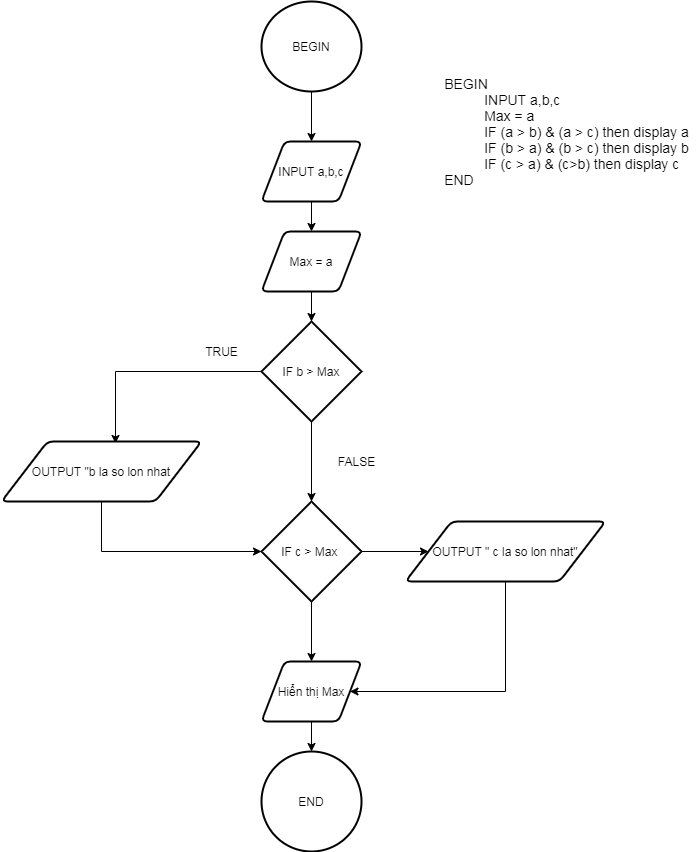 BEGIN
INPUT a,b,c
Max = a
IF b > Max
TRUE
FALSE
OUTPUT "b la so lon nhat
IF c > Max
OUTPUT " c la so lon nhat"
Hiển thị Max
END
BEGIN
INPUT a,b,c
Max = a
IF (a > b) & (a > c) then display a
IF (b > a) & (b > c) then display b
IF (c > a) & (c>b) then display c
END